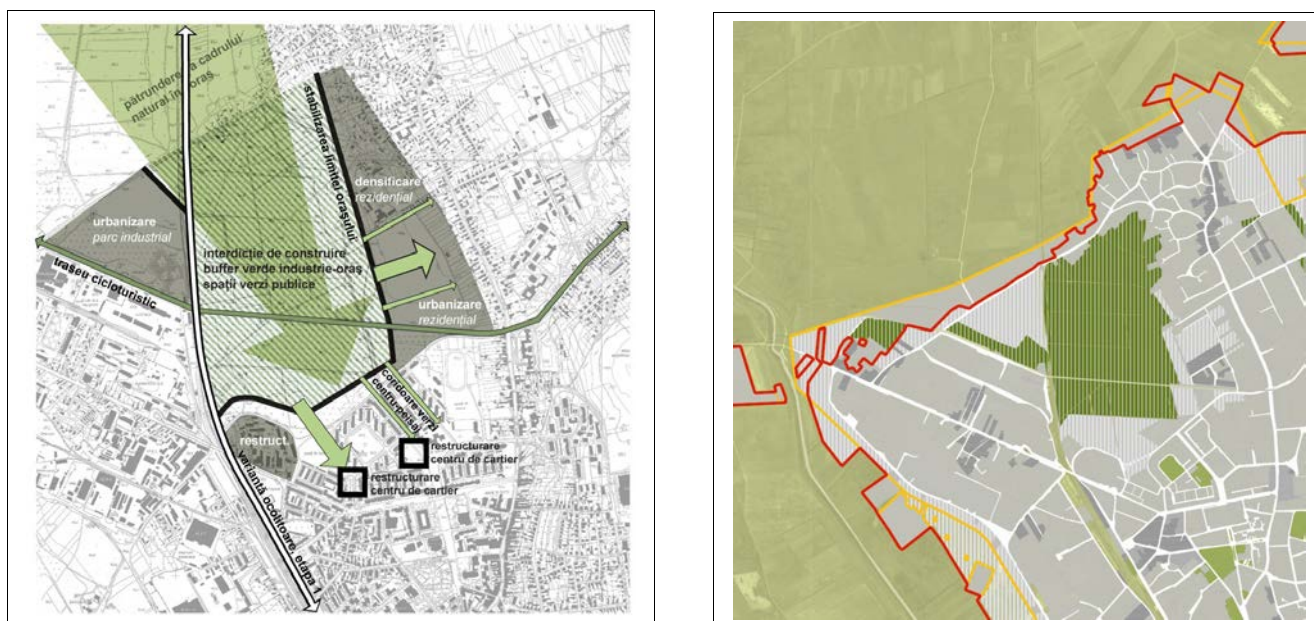 pătrunderea cadrului
natural în oraș
stabilizarea limitei orașului
densificare
rezidențial
urbanizare
parc industrial
interdicție de construire
buffer verde industrie-oraș
spații verzi publice
traseu cicloturistic
urbanizare
rezidențial
coridoare verzi
centru-peisaj
restruct.
restructurare
centru de cartier
restructurare
centru de cartier
variantă ocolitoare, etapa 1